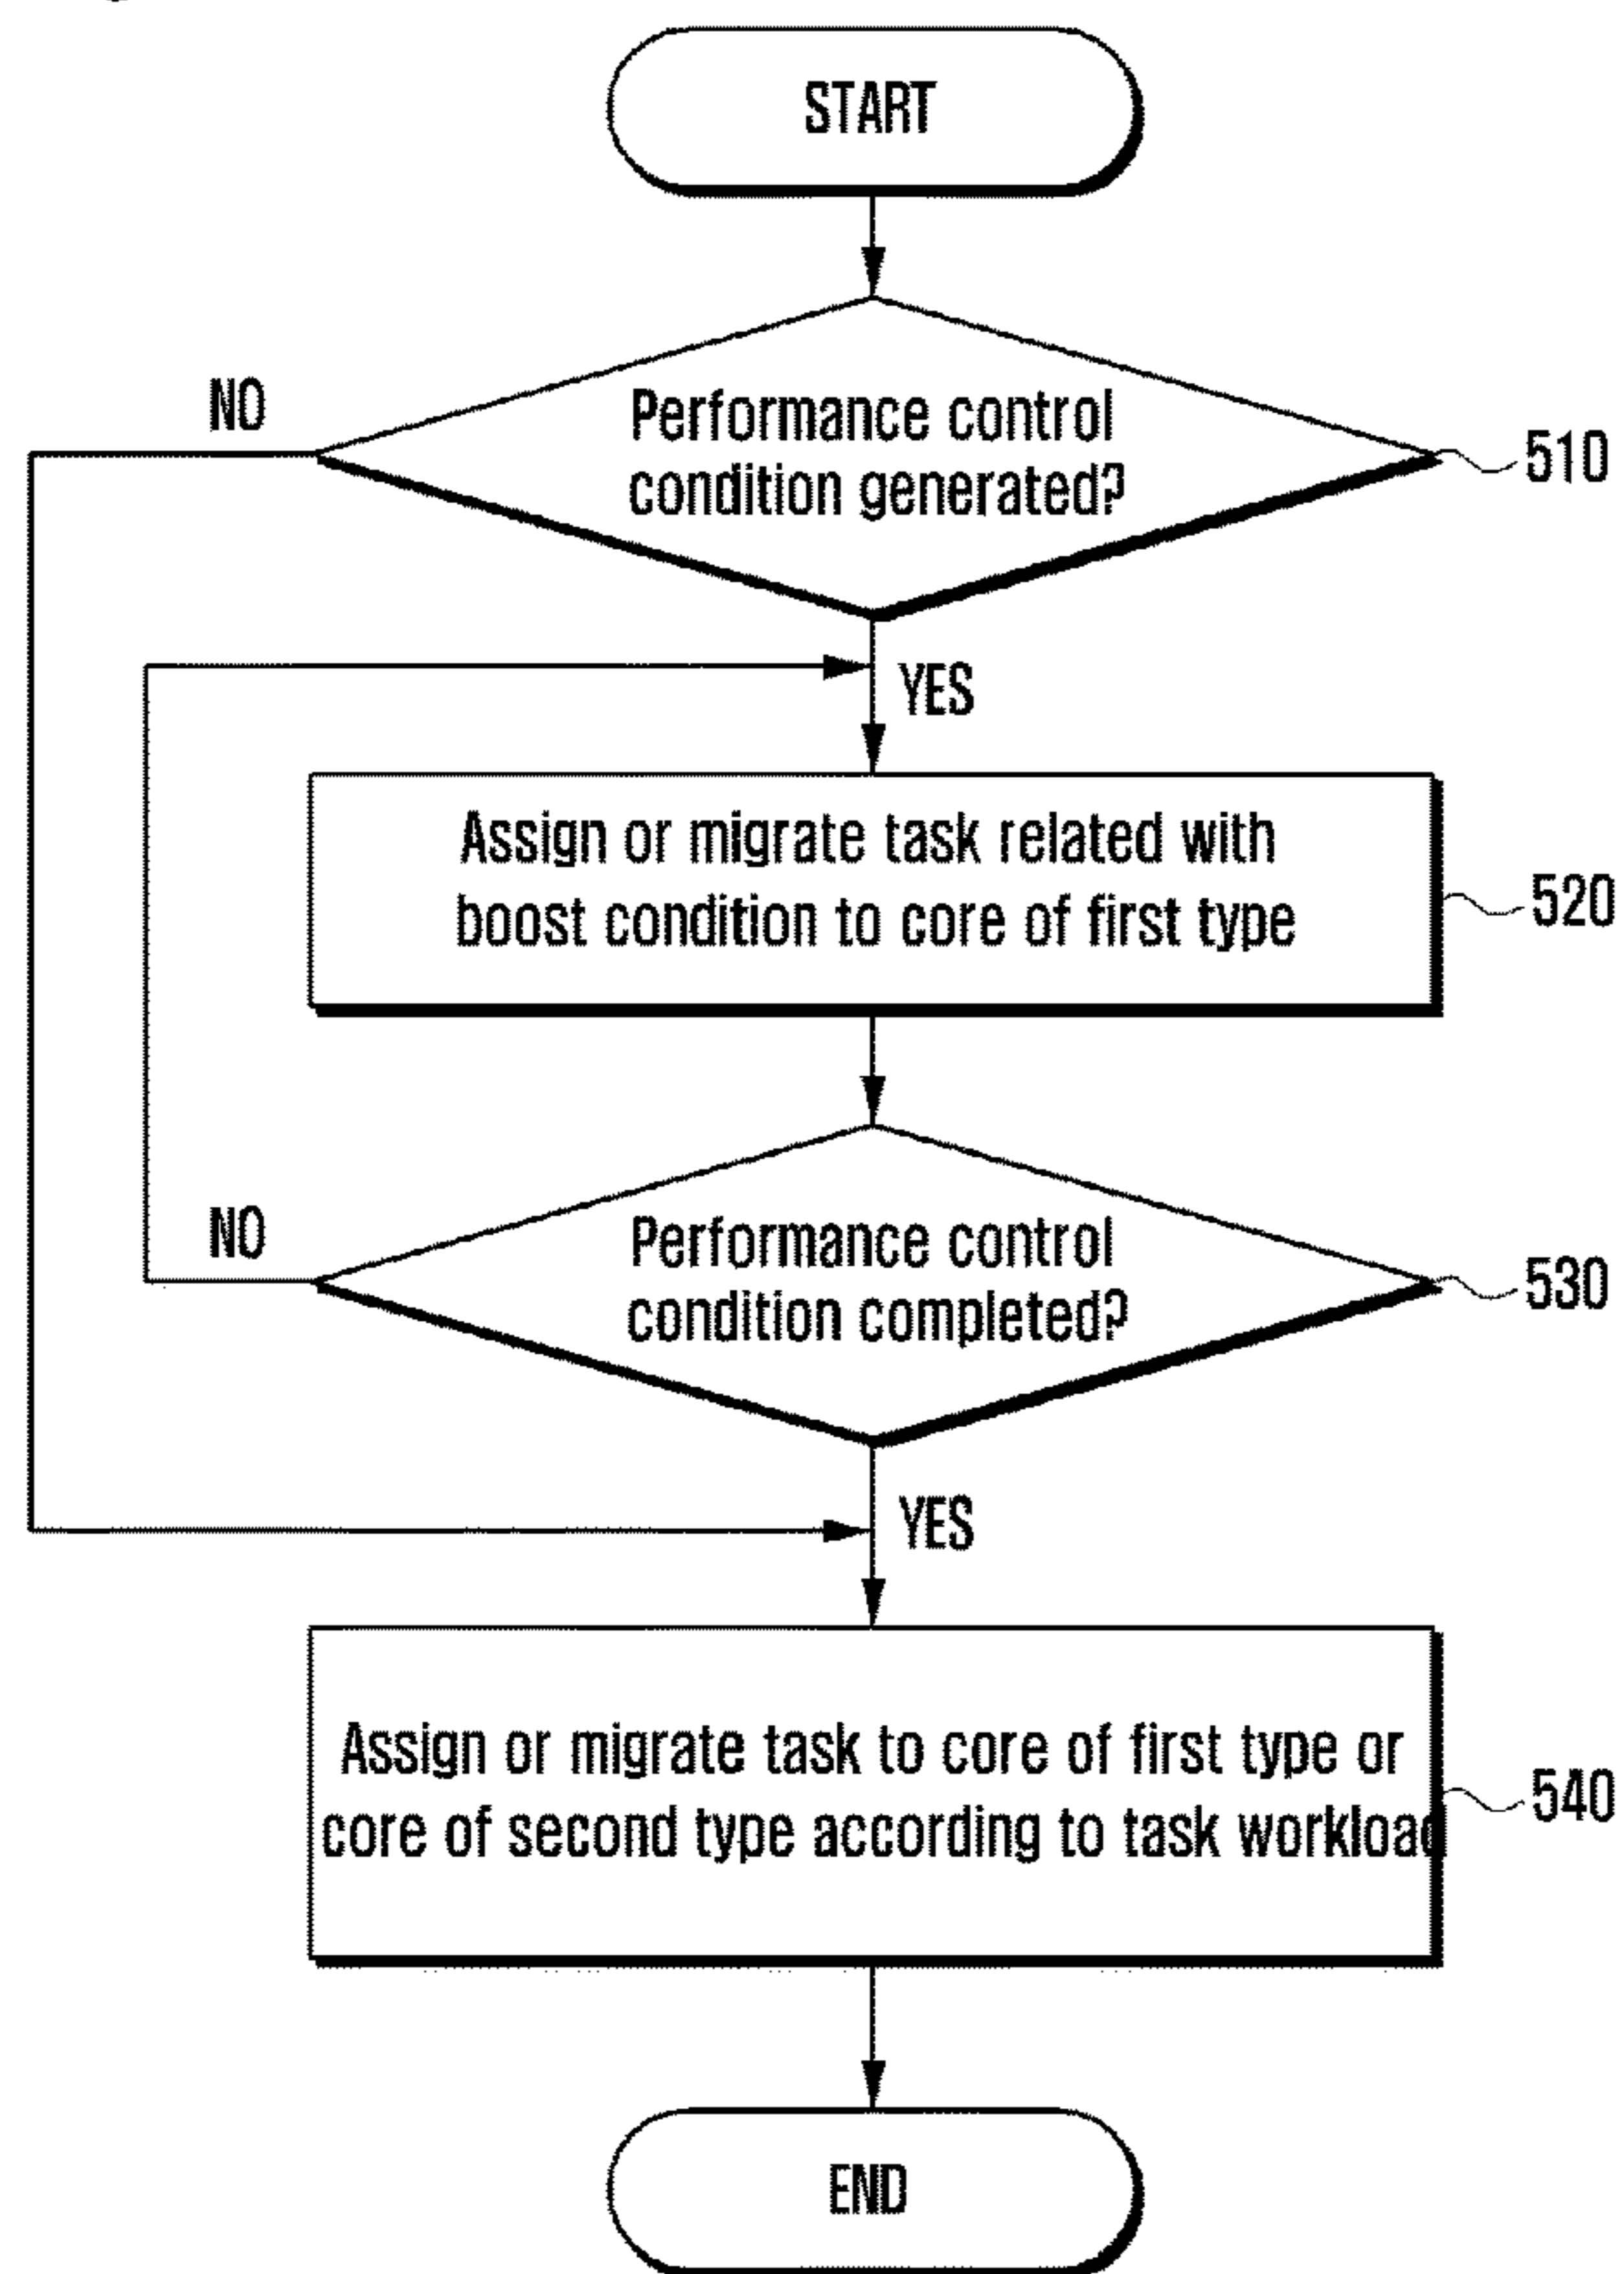 START
NO
Performance control
condition generated?
510
YES
Assign or migrate task related with
boost condition to core of first type
520
NO
Performance control
condition completed?
530
YES
Assign or migrate task to core of first type or
core of second type according to task workload
540
END